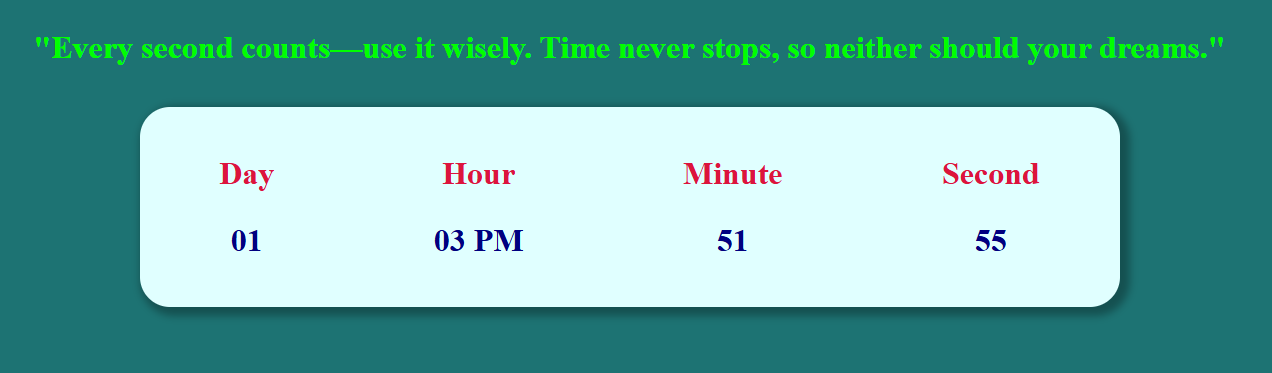 "Every second counts—use it wisely. Time never stops, so neither should your dreams."
Day Hour Minute Second
01 03 PM 51 55